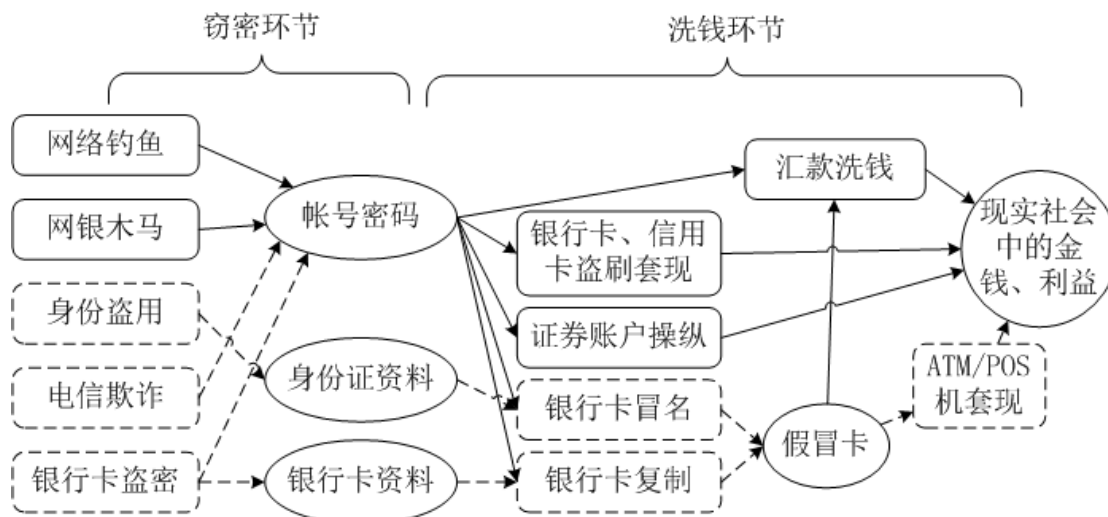 窃密环节
洗钱环节
网络钓鱼
网银木马
身份盗用
电信欺诈
银行卡盗密
帐号密码
身份证资料
银行卡资料
汇款洗钱
银行卡、信用
卡盗刷套现
证券账户操纵
银行卡冒名
银行卡复制
假冒卡
现实社会
中的金
钱、利益
ATM/POS
机套现